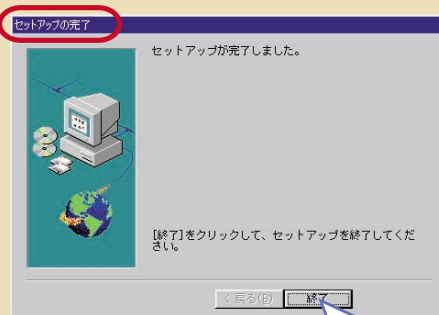 セットアップの完了
セットアップが完了しました。
[終了]をクリックして、セットアップを終了してくだ
さい。
< 戻る(B)
終了